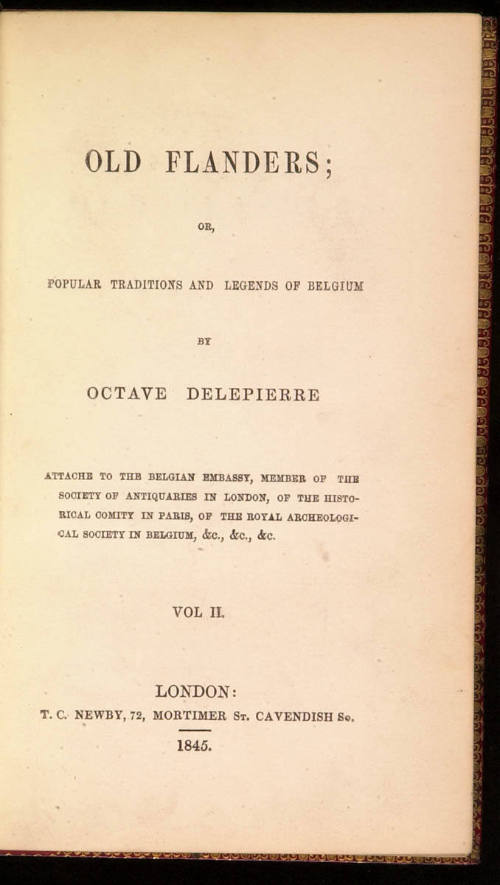 OLD FLANDERS;
OR,
POPULAR TRADITIONS AND LEGENDS OF BELGIUM
BY
OCTAVE DELEPIERRE
ATTACHE TO THE BELGIAN EMBASSY, MEMBER OF THE
SOCIETY OF ANTIQUARIES IN LONDON, OF THE HISTO-
RICAL COMITY IN PARIS, OF THE ROYAL ARCHEOLOGI-
CAL SOCIETY IN BELGIUM, &c., &c., &c.
VOL II.
LONDON:
T. C. NEWBY, 72, MORTIMER ST. CAVENDISH SQ.
1845.